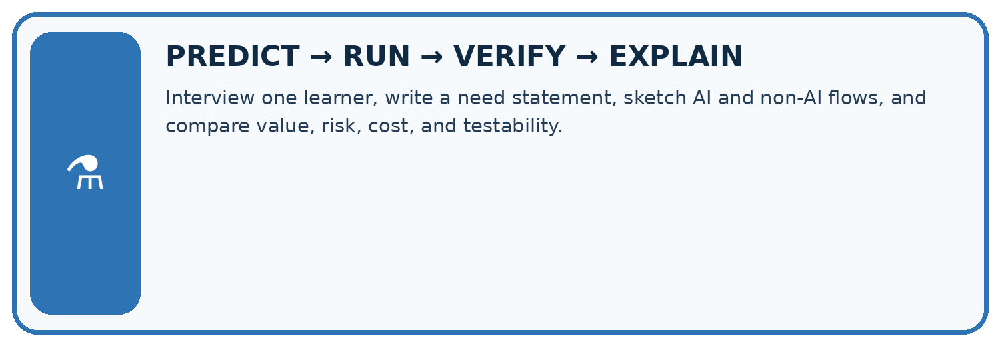 PREDICT → RUN → VERIFY → EXPLAIN
Interview one learner, write a need statement, sketch AI and non-AI flows, and
compare value, risk, cost, and testability.